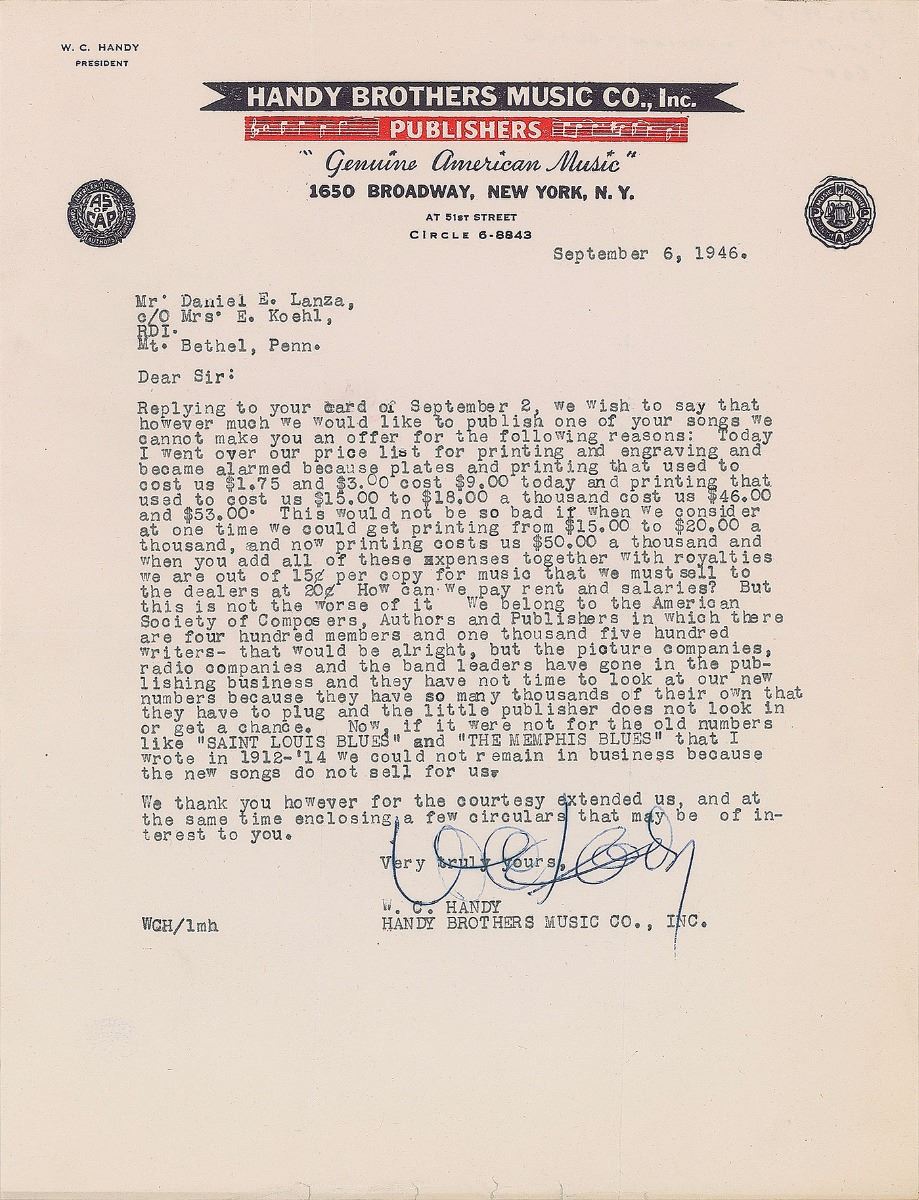 W. C. HANDY
PRESIDENT
HANDY BROTHERS MUSIC CO., Inc.
PUBLISHERS
"Genuine American Music"
1650 BROADWAY, NEW YORK, N. Y.
AT 51ST STREET
CIRCLE 6-8843
AS
OF
CAP
September 6, 1946.
Mr. Daniel E. Lanza,
c/O Mrs. E. Koehl,
RDI.
Mt. Bethel, Penn.
Dear Sir:
Replying to your card of September 2, we wish to say that
however much we would like to publish one of your songs we
cannot make you an offer for the following reasons: Today
I went over our price list for printing and engraving and
became alarmed because plates and printing that used to
cost us $1.75 and $3.00 cost $9.00 today and printing that
used to cost us $15.00 to $18.00 a thousand cost us $46.00
and $53.00. This would not be so bad if when we consider
at one time we could get printing from $15.00 to $20.00 a
thousand, and now printing costs us $50.00 a thousand and
when you add all of these expenses together with royalties
we are out of 15¢ per copy for music that we must sell to
the dealers at 20¢ How can we pay rent and salaries? But
this is not the worse of it We belong to the American
Society of Composers, Authors and Publishers in which there
are four hundred members and one thousand five hundred
writers- that would be alright, but the picture companies,
radio companies and the band leaders have gone in the pub-
lishing business and they have not time to look at our new
numbers because they have so many thousands of their own that
they have to plug and the little publisher does not look in
or get a chance. Now, if it were not for the old numbers
like "SAINT LOUIS BLUES" and "THE MEMPHIS BLUES" that I
wrote in 1912-'14 we could not remain in business because
the new songs do not sell for us.
We thank you however for the courtesy extended us, and at
the same time enclosing a few circulars that may be of in-
terest to you.
Very truly yours,
W C Handy
W. C. HANDY
WCH/lmh HANDY BROTHERS MUSIC CO., INC.